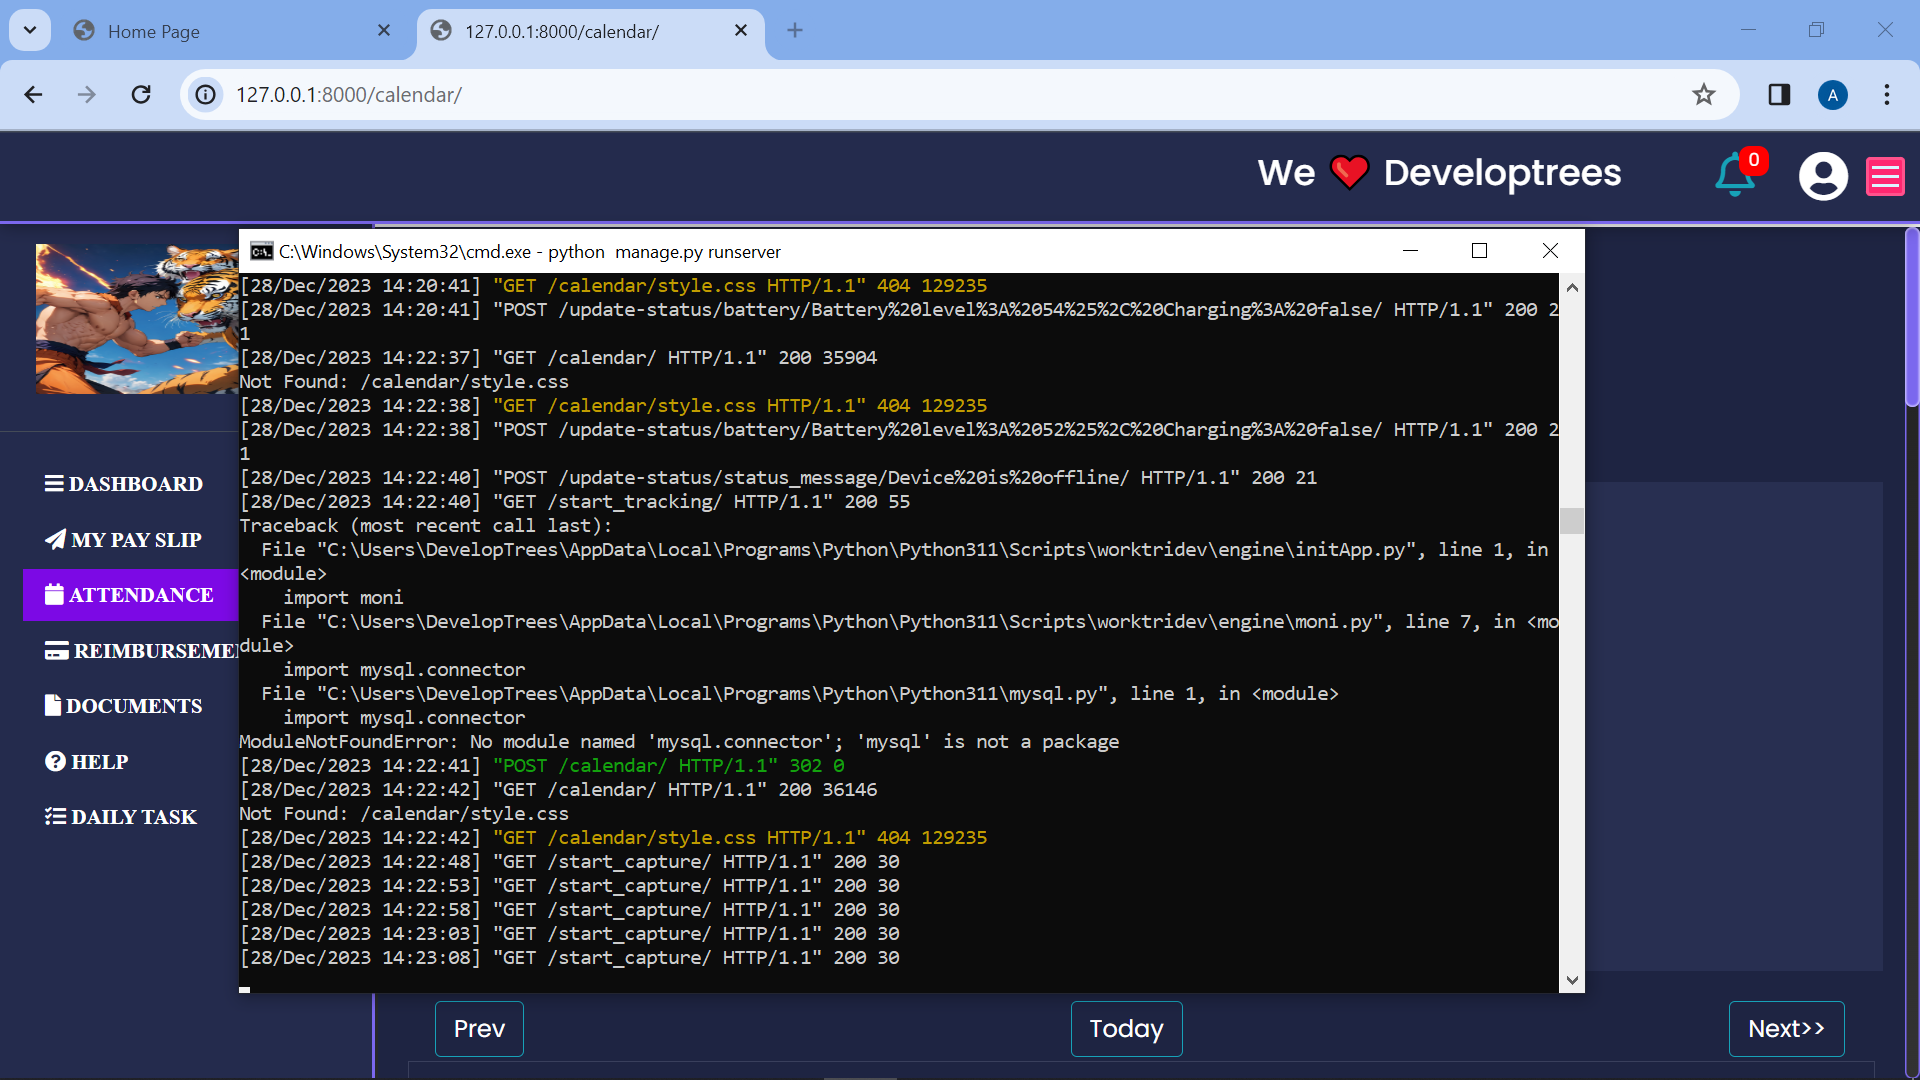 Home Page
127.0.0.1:8000/calendar/
127.0.0.1:8000/calendar/
A
We ❤ Developtrees
0
C:\Windows\System32\cmd.exe - python  manage.py runserver
[28/Dec/2023 14:20:41] "GET /calendar/style.css HTTP/1.1" 404 129235
[28/Dec/2023 14:20:41] "POST /update-status/battery/Battery%20level%3A%2054%25%2C%20Charging%3A%20false/ HTTP/1.1" 200 2
1
[28/Dec/2023 14:22:37] "GET /calendar/ HTTP/1.1" 200 35904
Not Found: /calendar/style.css
[28/Dec/2023 14:22:38] "GET /calendar/style.css HTTP/1.1" 404 129235
[28/Dec/2023 14:22:38] "POST /update-status/battery/Battery%20level%3A%2052%25%2C%20Charging%3A%20false/ HTTP/1.1" 200 2
1
[28/Dec/2023 14:22:40] "POST /update-status/status_message/Device%20is%20offline/ HTTP/1.1" 200 21
[28/Dec/2023 14:22:40] "GET /start_tracking/ HTTP/1.1" 200 55
Traceback (most recent call last):
  File "C:\Users\DevelopTrees\AppData\Local\Programs\Python\Python311\Scripts\worktridev\engine\initApp.py", line 1, in
<module>
    import moni
  File "C:\Users\DevelopTrees\AppData\Local\Programs\Python\Python311\Scripts\worktridev\engine\moni.py", line 7, in <mo
dule>
    import mysql.connector
  File "C:\Users\DevelopTrees\AppData\Local\Programs\Python\Python311\mysql.py", line 1, in <module>
    import mysql.connector
ModuleNotFoundError: No module named 'mysql.connector'; 'mysql' is not a package
[28/Dec/2023 14:22:41] "POST /calendar/ HTTP/1.1" 302 0
[28/Dec/2023 14:22:42] "GET /calendar/ HTTP/1.1" 200 36146
Not Found: /calendar/style.css
[28/Dec/2023 14:22:42] "GET /calendar/style.css HTTP/1.1" 404 129235
[28/Dec/2023 14:22:48] "GET /start_capture/ HTTP/1.1" 200 30
[28/Dec/2023 14:22:53] "GET /start_capture/ HTTP/1.1" 200 30
[28/Dec/2023 14:22:58] "GET /start_capture/ HTTP/1.1" 200 30
[28/Dec/2023 14:23:03] "GET /start_capture/ HTTP/1.1" 200 30
[28/Dec/2023 14:23:08] "GET /start_capture/ HTTP/1.1" 200 30
DASHBOARD
MY PAY SLIP
ATTENDANCE
REIMBURSEME
DOCUMENTS
HELP
DAILY TASK
Prev
Today
Next>>